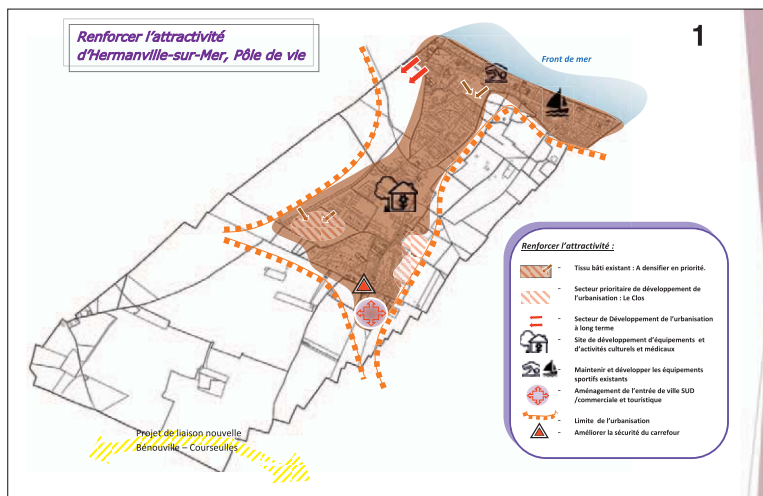 Renforcer l'attractivité
d'Hermanville-sur-Mer, Pôle de vie
1
Front de mer
Renforcer l'attractivité :
- Tissu bâti existant : A densifier en priorité.
- Secteur prioritaire de développement de
l'urbanisation : Le Clos
- Secteur de Développement de l'urbanisation
à long terme
- Site de développement d'équipements et
d'activités culturels et médicaux
- Maintenir et développer les équipements
sportifs existants
- Aménagement de l'entrée de ville SUD
/commerciale et touristique
- Limite de l'urbanisation
- Améliorer la sécurité du carrefour
Projet de liaison nouvelle
Bénouville – Courseulles